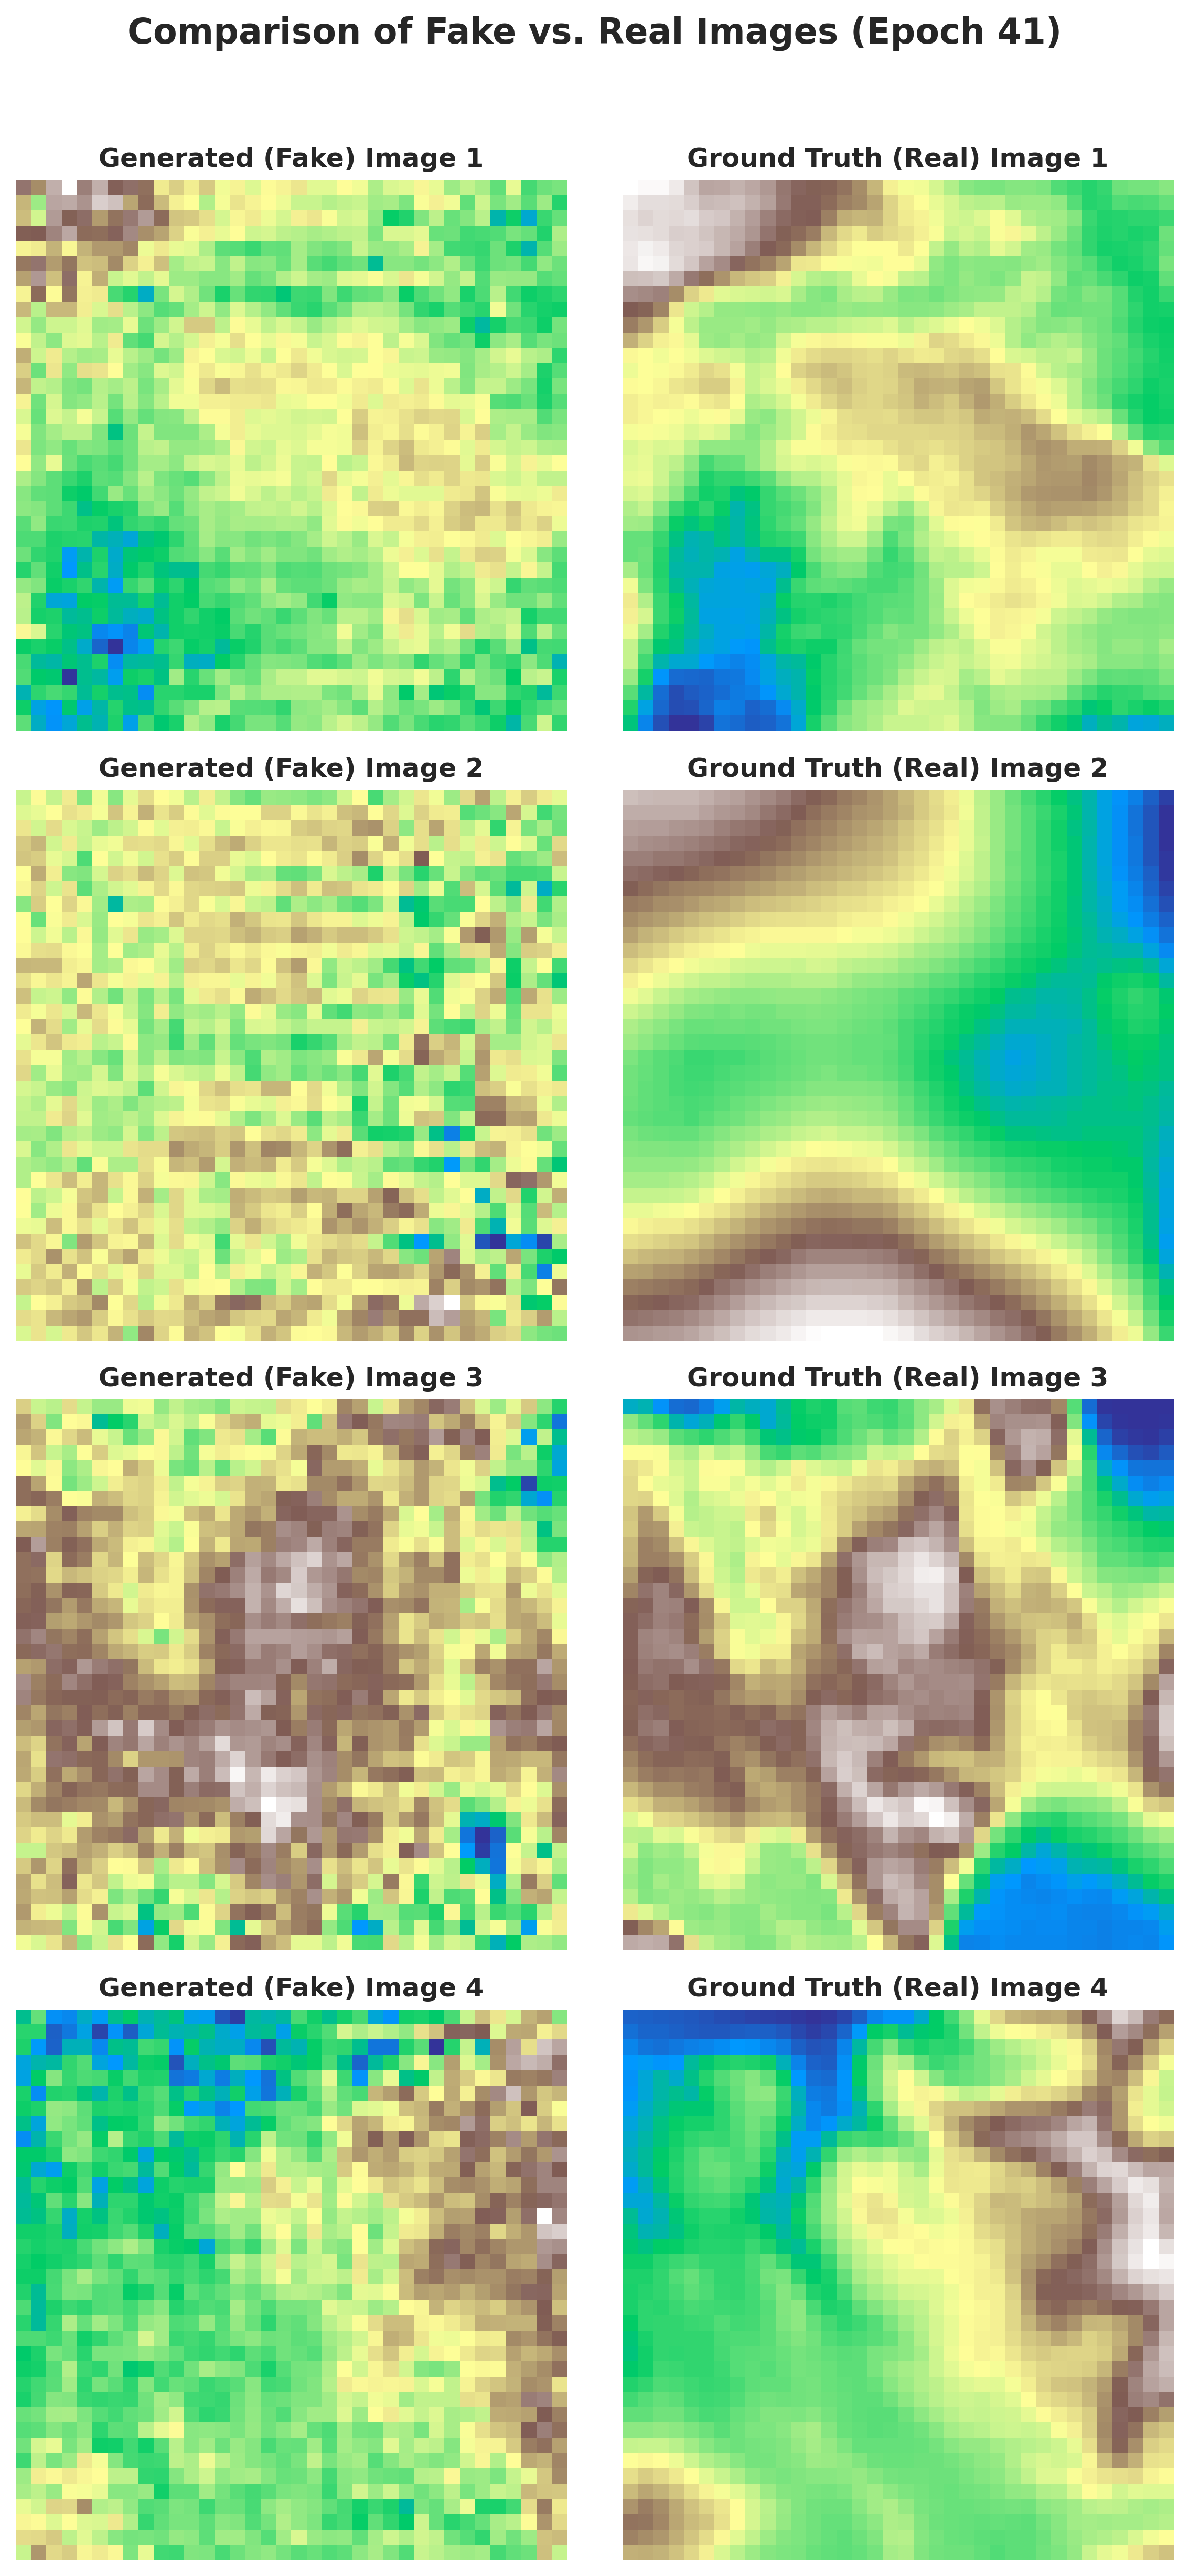 Comparison of Fake vs. Real Images (Epoch 41)
Generated (Fake) Image 1
Ground Truth (Real) Image 1
Generated (Fake) Image 2
Ground Truth (Real) Image 2
Generated (Fake) Image 3
Ground Truth (Real) Image 3
Generated (Fake) Image 4
Ground Truth (Real) Image 4